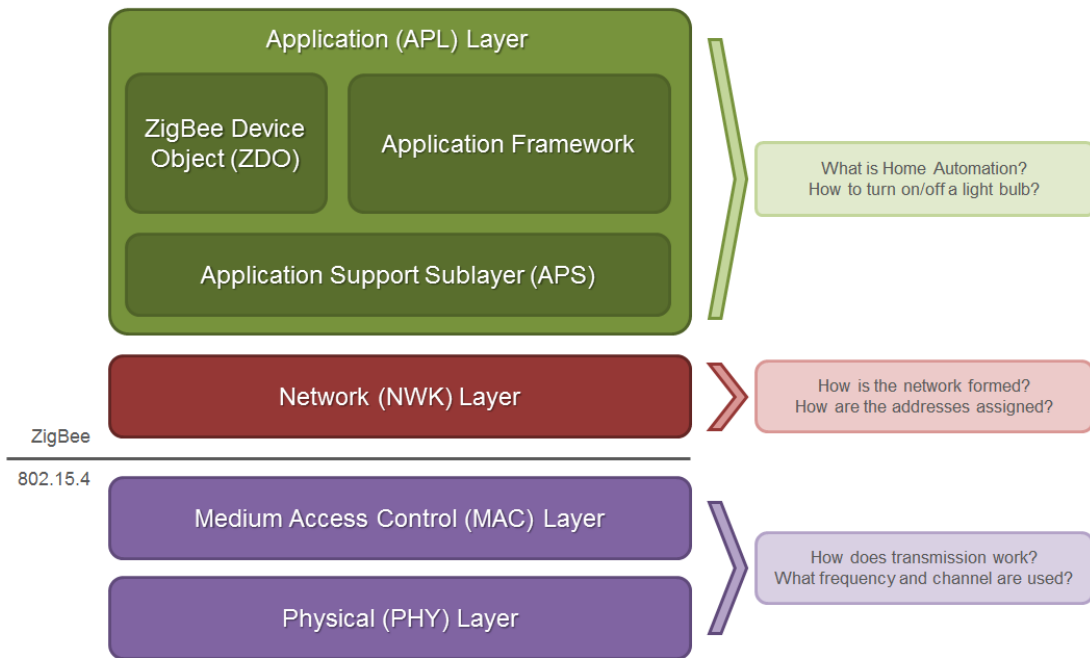 Application (APL) Layer
ZigBee Device
Object (ZDO)
Application Framework
Application Support Sublayer (APS)
What is Home Automation?
How to turn on/off a light bulb?
Network (NWK) Layer
How is the network formed?
How are the addresses assigned?
ZigBee
802.15.4
Medium Access Control (MAC) Layer
Physical (PHY) Layer
How does transmission work?
What frequency and channel are used?